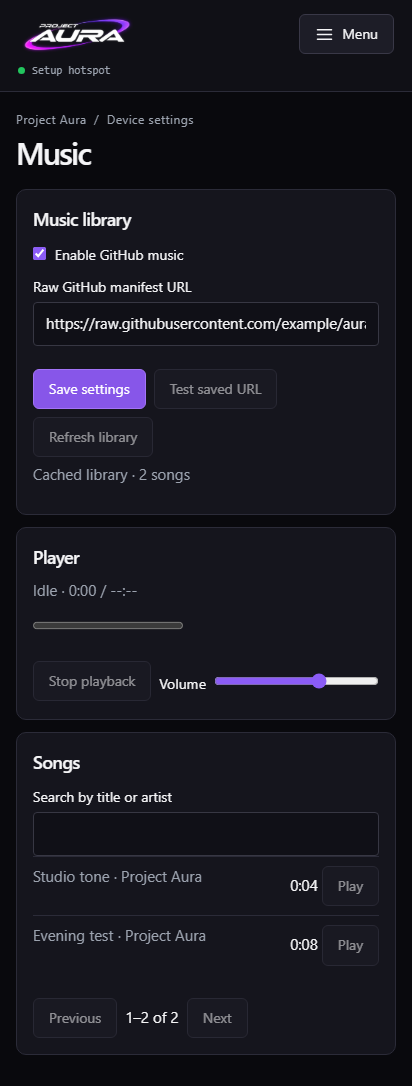 PROJECT
AURA
Menu
Setup hotspot
Project Aura / Device settings
Music
Music library
Enable GitHub music
Raw GitHub manifest URL
https://raw.githubusercontent.com/example/aura
Save settings
Test saved URL
Refresh library
Cached library · 2 songs
Player
Idle · 0:00 / --:--
Stop playback
Volume
Songs
Search by title or artist
Studio tone · Project Aura
0:04
Play
Evening test · Project Aura
0:08
Play
Previous
1–2 of 2
Next